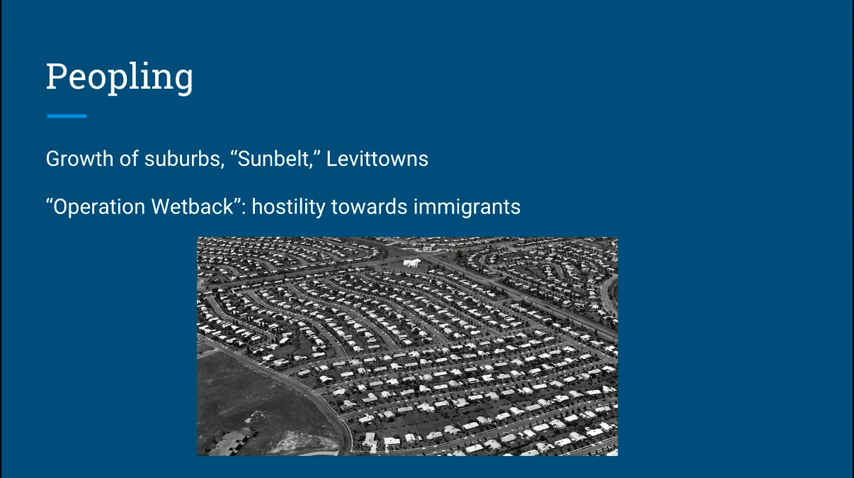 Peopling
Growth of suburbs, “Sunbelt,” Levittowns
“Operation Wetback”: hostility towards immigrants